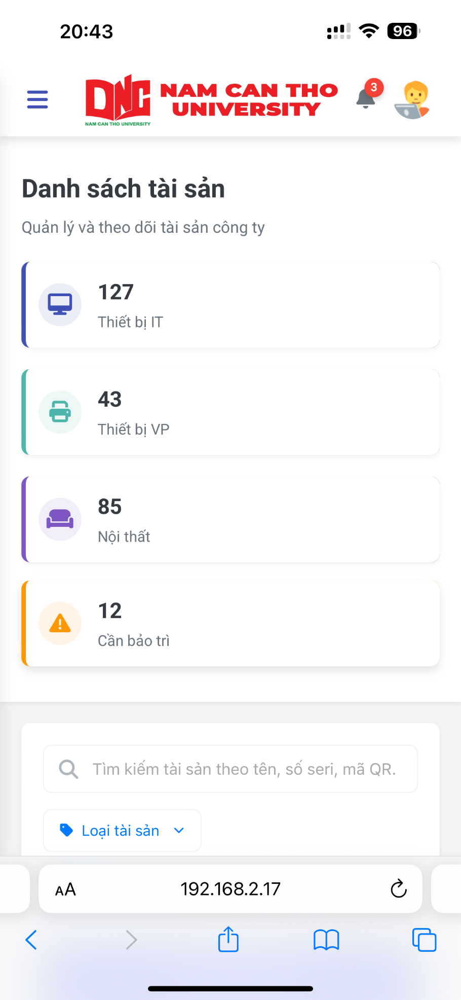 20:43
96
DNC
NAM CAN THO UNIVERSITY
NAM CAN THO
UNIVERSITY
3
Danh sách tài sản
Quản lý và theo dõi tài sản công ty
127
Thiết bị IT
43
Thiết bị VP
85
Nội thất
12
Cần bảo trì
Tìm kiếm tài sản theo tên, số seri, mã QR.
Loại tài sản
AA
192.168.2.17